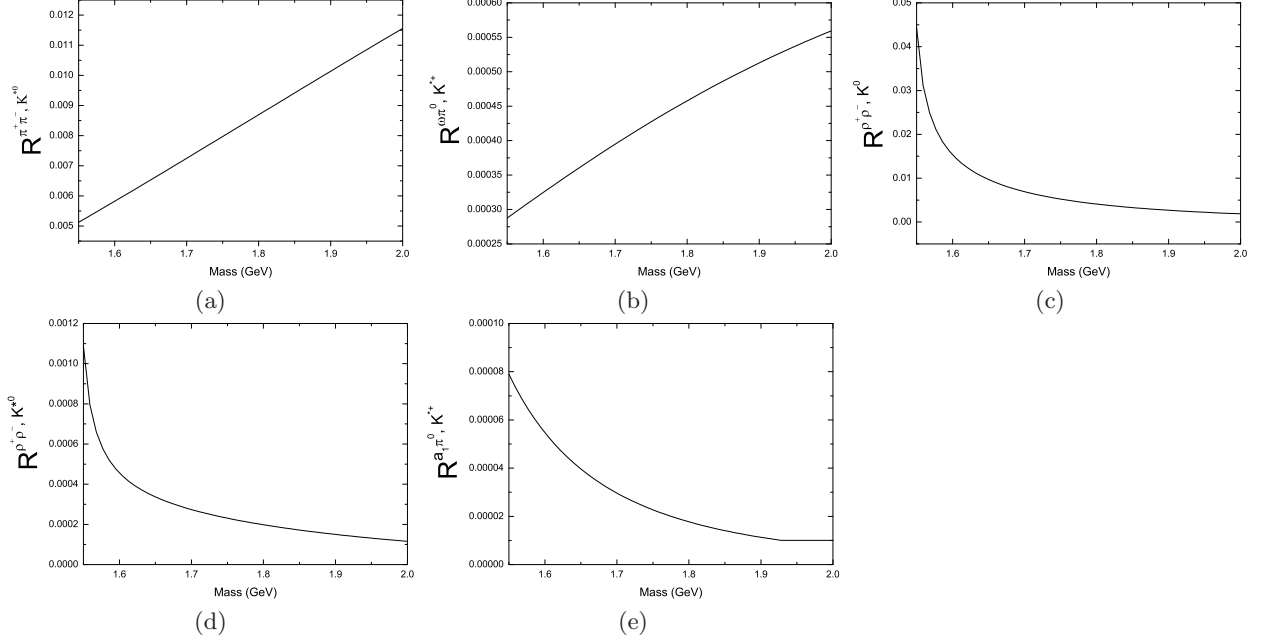 0.012
0.011
0.010
0.009
0.008
0.007
0.006
0.005
R^{π⁺π⁻, K^{*0}}
1.6 1.7 1.8 1.9 2.0
Mass (GeV)
(a)
0.00060
0.00055
0.00050
0.00045
0.00040
0.00035
0.00030
0.00025
R^{ωπ⁰, K^{*+}}
1.6 1.7 1.8 1.9 2.0
Mass (GeV)
(b)
0.05
0.04
0.03
0.02
0.01
0.00
R^{ρ⁺ρ⁻, K⁰}
1.6 1.7 1.8 1.9 2.0
Mass (GeV)
(c)
0.0012
0.0010
0.0008
0.0006
0.0004
0.0002
0.0000
R^{ρ⁺ρ⁻, K*⁰}
1.6 1.7 1.8 1.9 2.0
Mass (GeV)
(d)
0.00010
0.00008
0.00006
0.00004
0.00002
0.00000
R^{a₁π⁰, K^{*+}}
1.6 1.7 1.8 1.9 2.0
Mass (GeV)
(e)